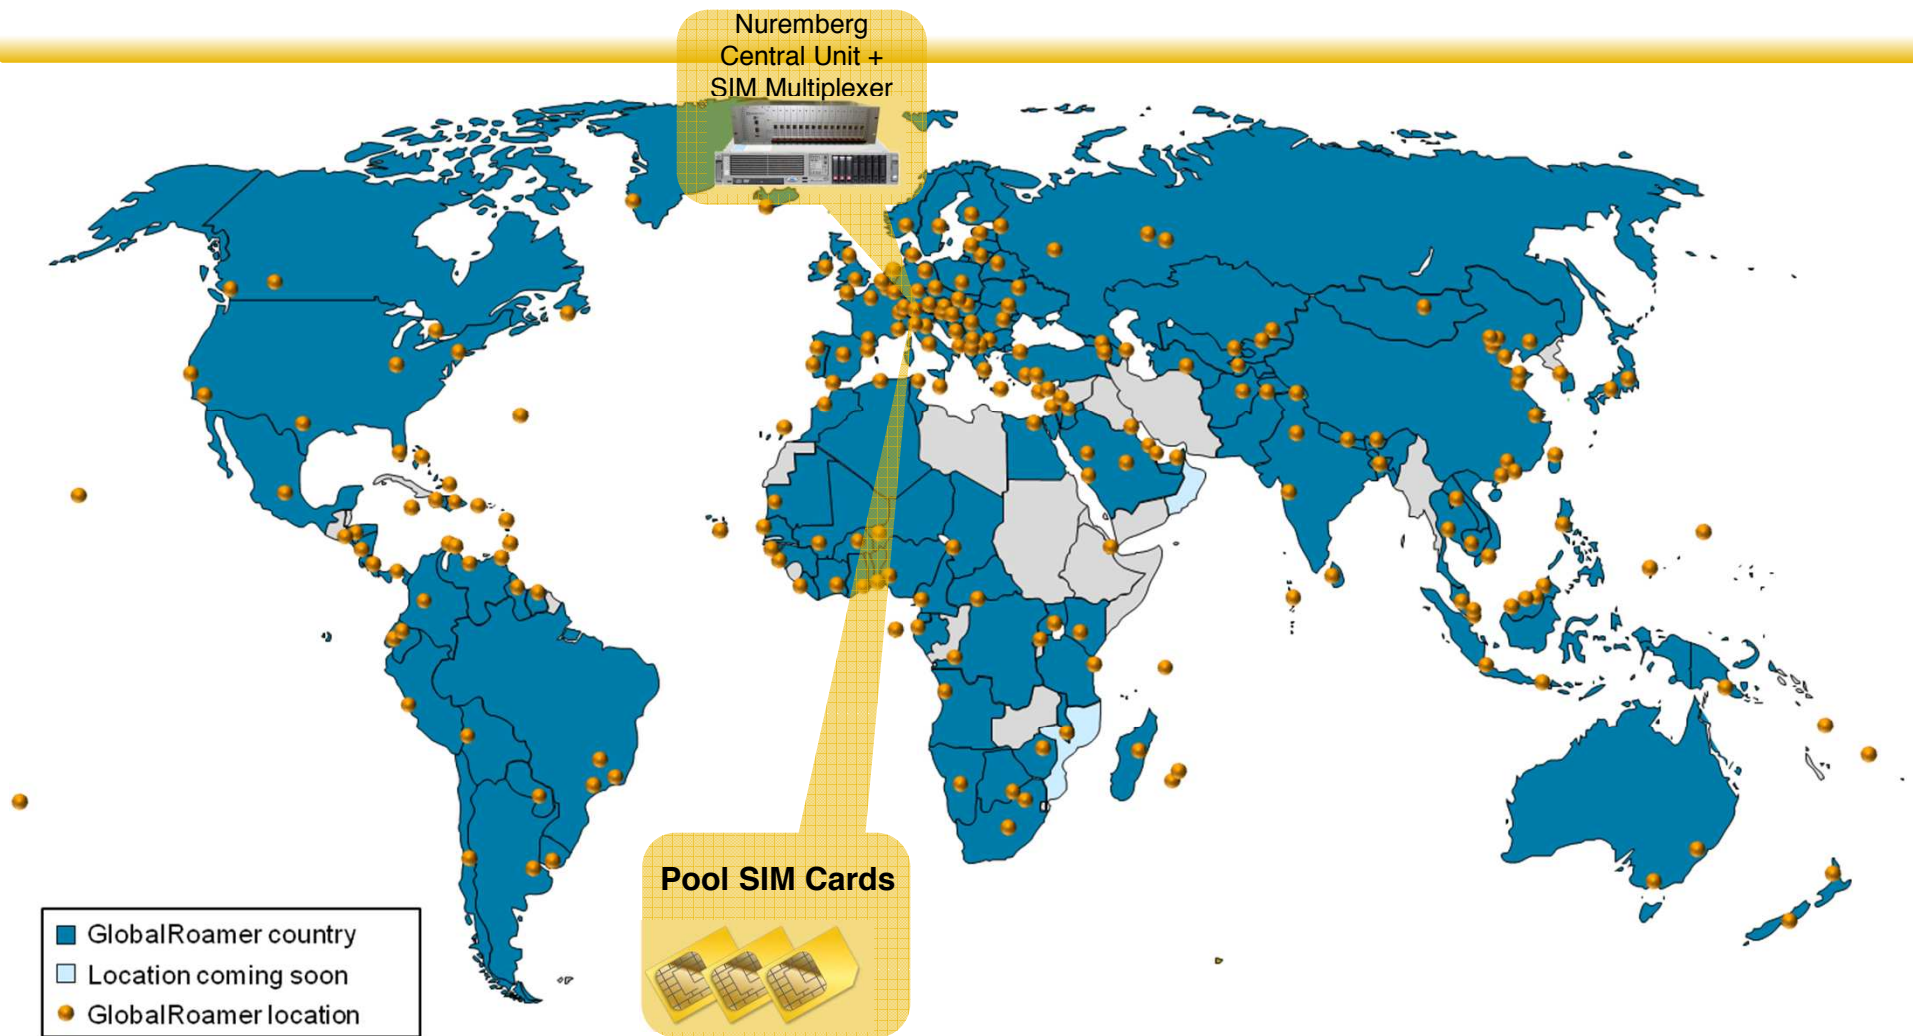 Nuremberg
Central Unit +
SIM Multiplexer
Pool SIM Cards
GlobalRoamer country
Location coming soon
GlobalRoamer location